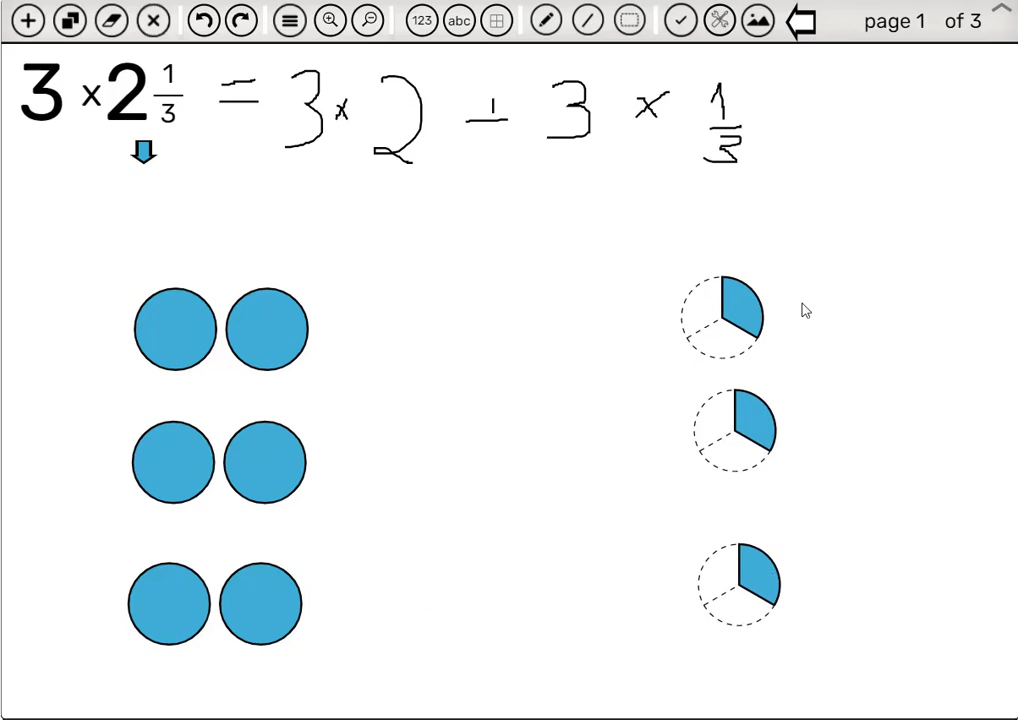 123 abc page 1 of 3
3 × 2 1/3 = 3 × 2 + 3 × 1/3